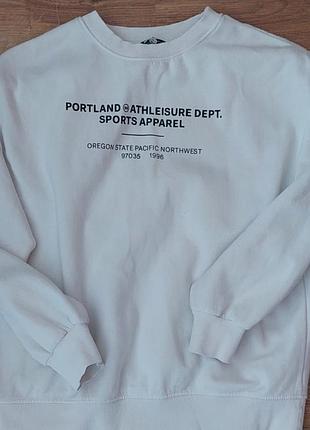 PORTLAND ATHLEISURE DEPT.
SPORTS APPAREL
OREGON STATE PACIFIC NORTHWEST
97035 1996